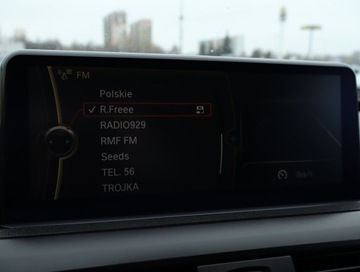 FM
Polskie
R.Freee
RADIO929
RMF FM
Seeds
TEL. 56
TROJKA